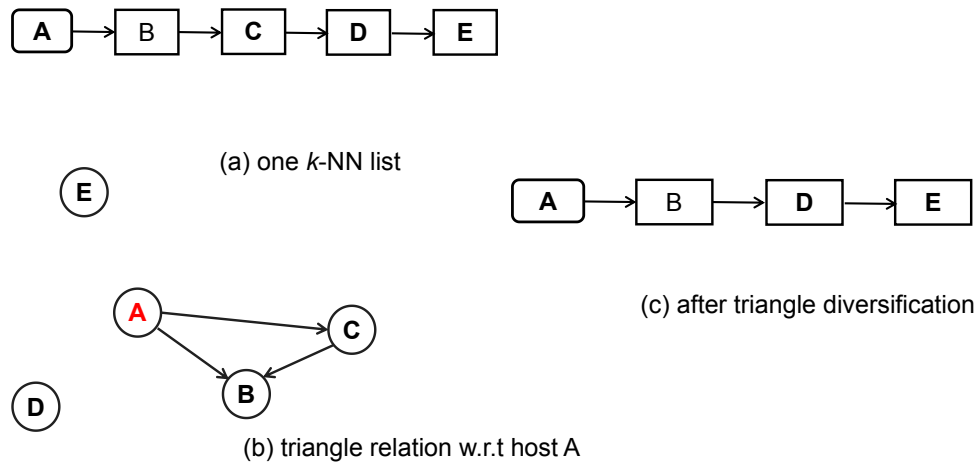 A B C D E
(a) one k-NN list
E
A B D E
A
C
(c) after triangle diversification
B
D
(b) triangle relation w.r.t host A